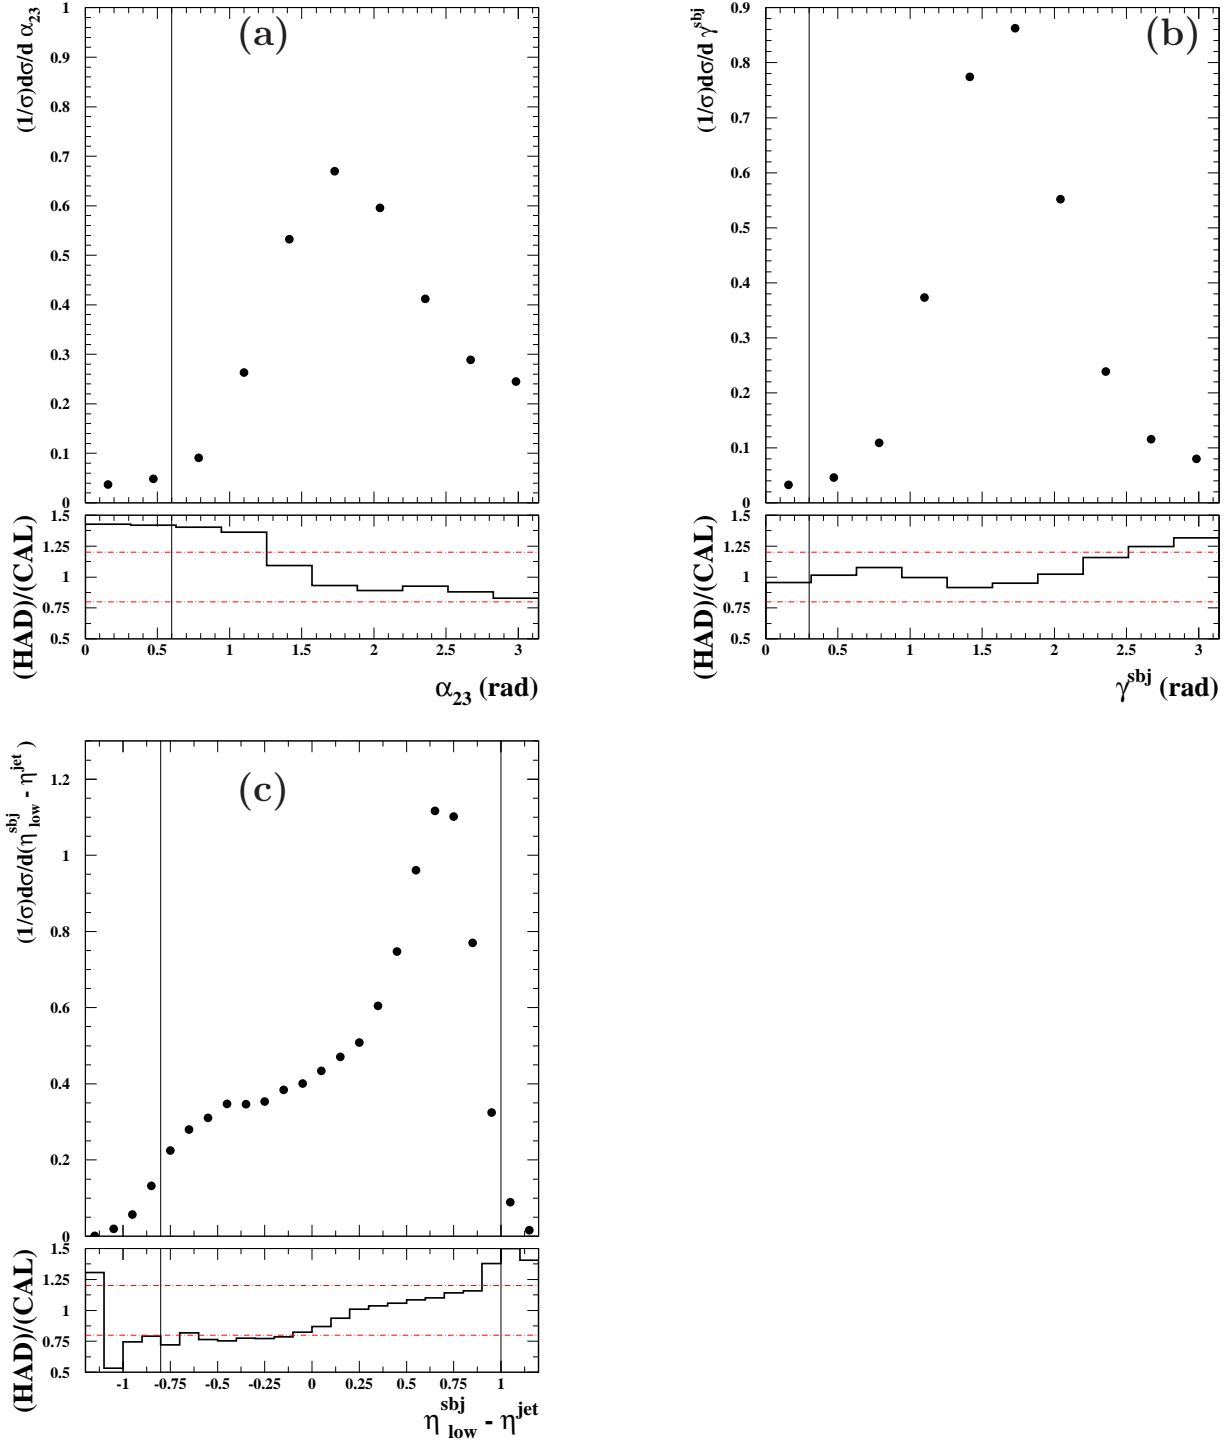 (a)
(1/σ)dσ/d α₂₃
1
0.9
0.8
0.7
0.6
0.5
0.4
0.3
0.2
0.1
0
(HAD)/(CAL)
1.5
1.25
1
0.75
0.5
0 0.5 1 1.5 2 2.5 3
α₂₃ (rad)
(b)
(1/σ)dσ/d γ^sbj
0.9
0.8
0.7
0.6
0.5
0.4
0.3
0.2
0.1
0
(HAD)/(CAL)
1.5
1.25
1
0.75
0.5
0 0.5 1 1.5 2 2.5 3
γ^sbj (rad)
(c)
(1/σ)dσ/d(η^sbj_low - η^jet)
1.2
1
0.8
0.6
0.4
0.2
0
(HAD)/(CAL)
1.5
1.25
1
0.75
0.5
-1 -0.75 -0.5 -0.25 0 0.25 0.5 0.75 1
η^sbj_low - η^jet